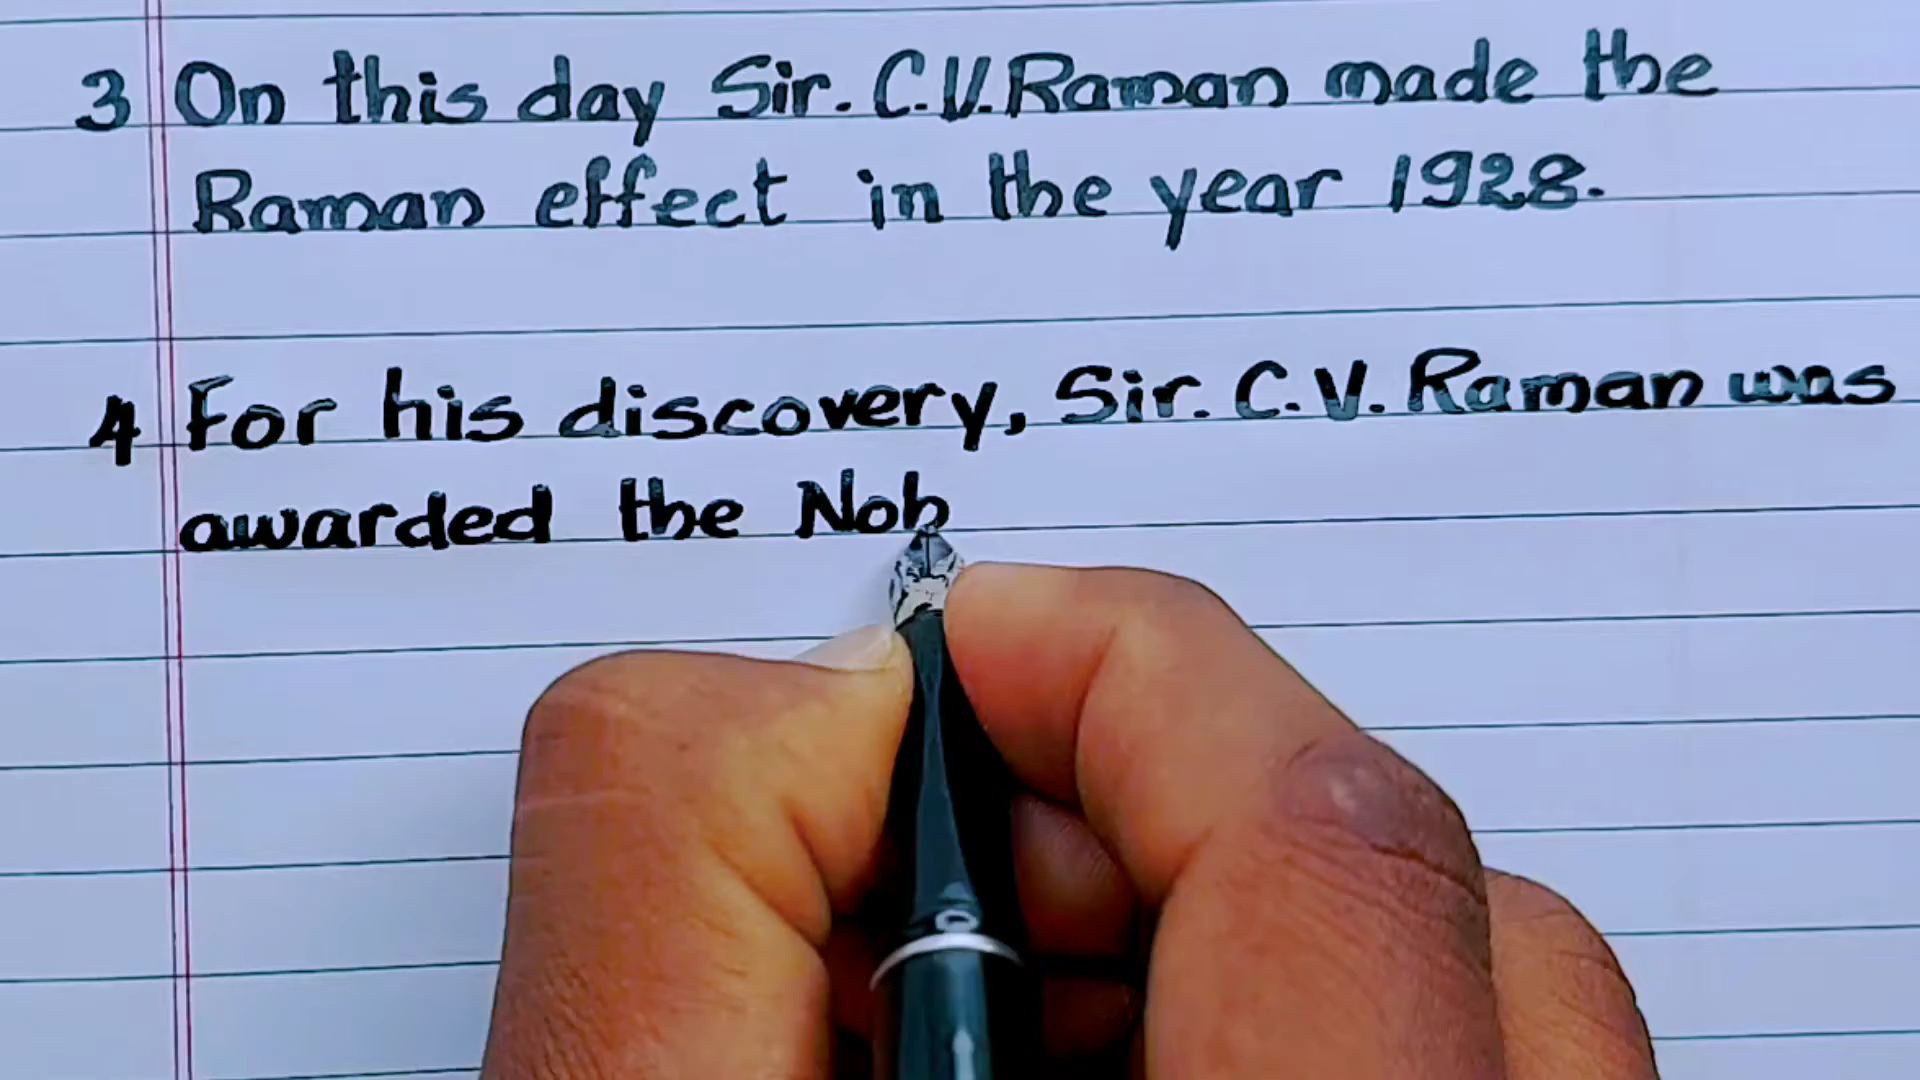 3 On this day Sir. C.V. Raman made the
Raman effect in the year 1928.
4 For his discovery, Sir. C.V. Raman was
awarded the Nob